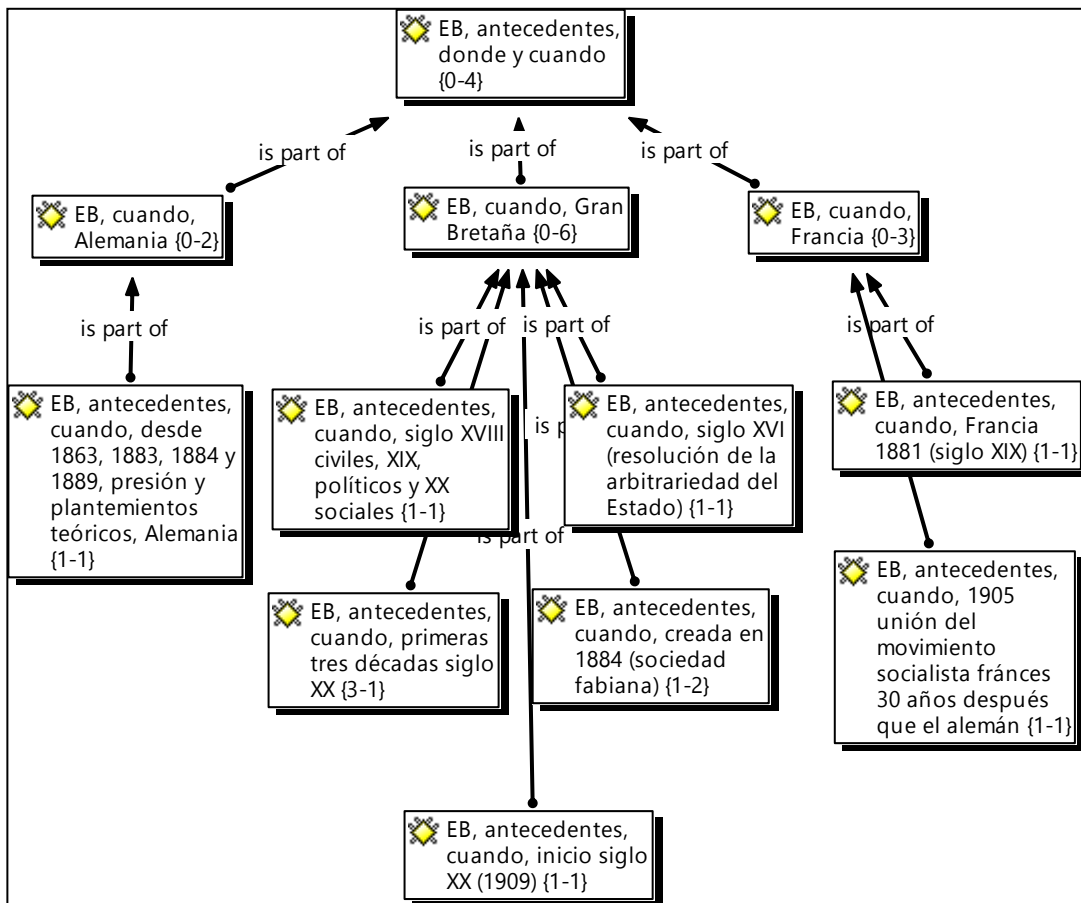 EB, antecedentes,
donde y cuando
{0-4}
is part of
is part of
is part of
EB, cuando,
Alemania {0-2}
EB, cuando, Gran
Bretaña {0-6}
EB, cuando,
Francia {0-3}
is part of
is part of
is part of
is part of
EB, antecedentes,
cuando, desde
1863, 1883, 1884 y
1889, presión y
plantemientos
teóricos, Alemania
{1-1}
EB, antecedentes,
cuando, siglo XVIII
civiles, XIX,
políticos y XX
sociales {1-1}
is p
EB, antecedentes,
cuando, siglo XVI
(resolución de la
arbitrariedad del
Estado) {1-1}
EB, antecedentes,
cuando, Francia
1881 (siglo XIX) {1-1}
is part of
EB, antecedentes,
cuando, primeras
tres décadas siglo
XX {3-1}
EB, antecedentes,
cuando, creada en
1884 (sociedad
fabiana) {1-2}
EB, antecedentes,
cuando, 1905
unión del
movimiento
socialista fránces
30 años después
que el alemán {1-1}
EB, antecedentes,
cuando, inicio siglo
XX (1909) {1-1}